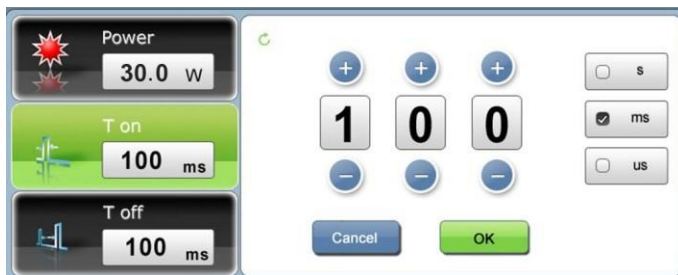 Power
30.0 W
T on
100 ms
T off
100 ms
+ + +
1 0 0
− − −
Cancel OK
s
ms
us